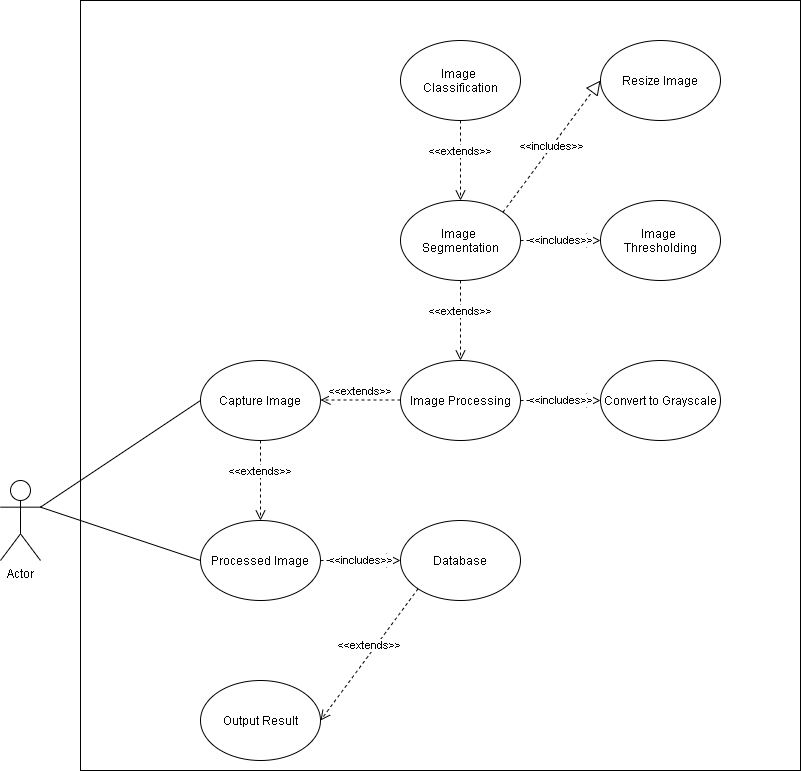 Image
Classification
Resize Image
<<extends>>
<<includes>>
Image
Segmentation
<<includes>>
Image
Thresholding
<<extends>>
Capture Image
<<extends>>
Image Processing
<<includes>>
Convert to Grayscale
<<extends>>
Actor
Processed Image
<<includes>>
Database
<<extends>>
Output Result